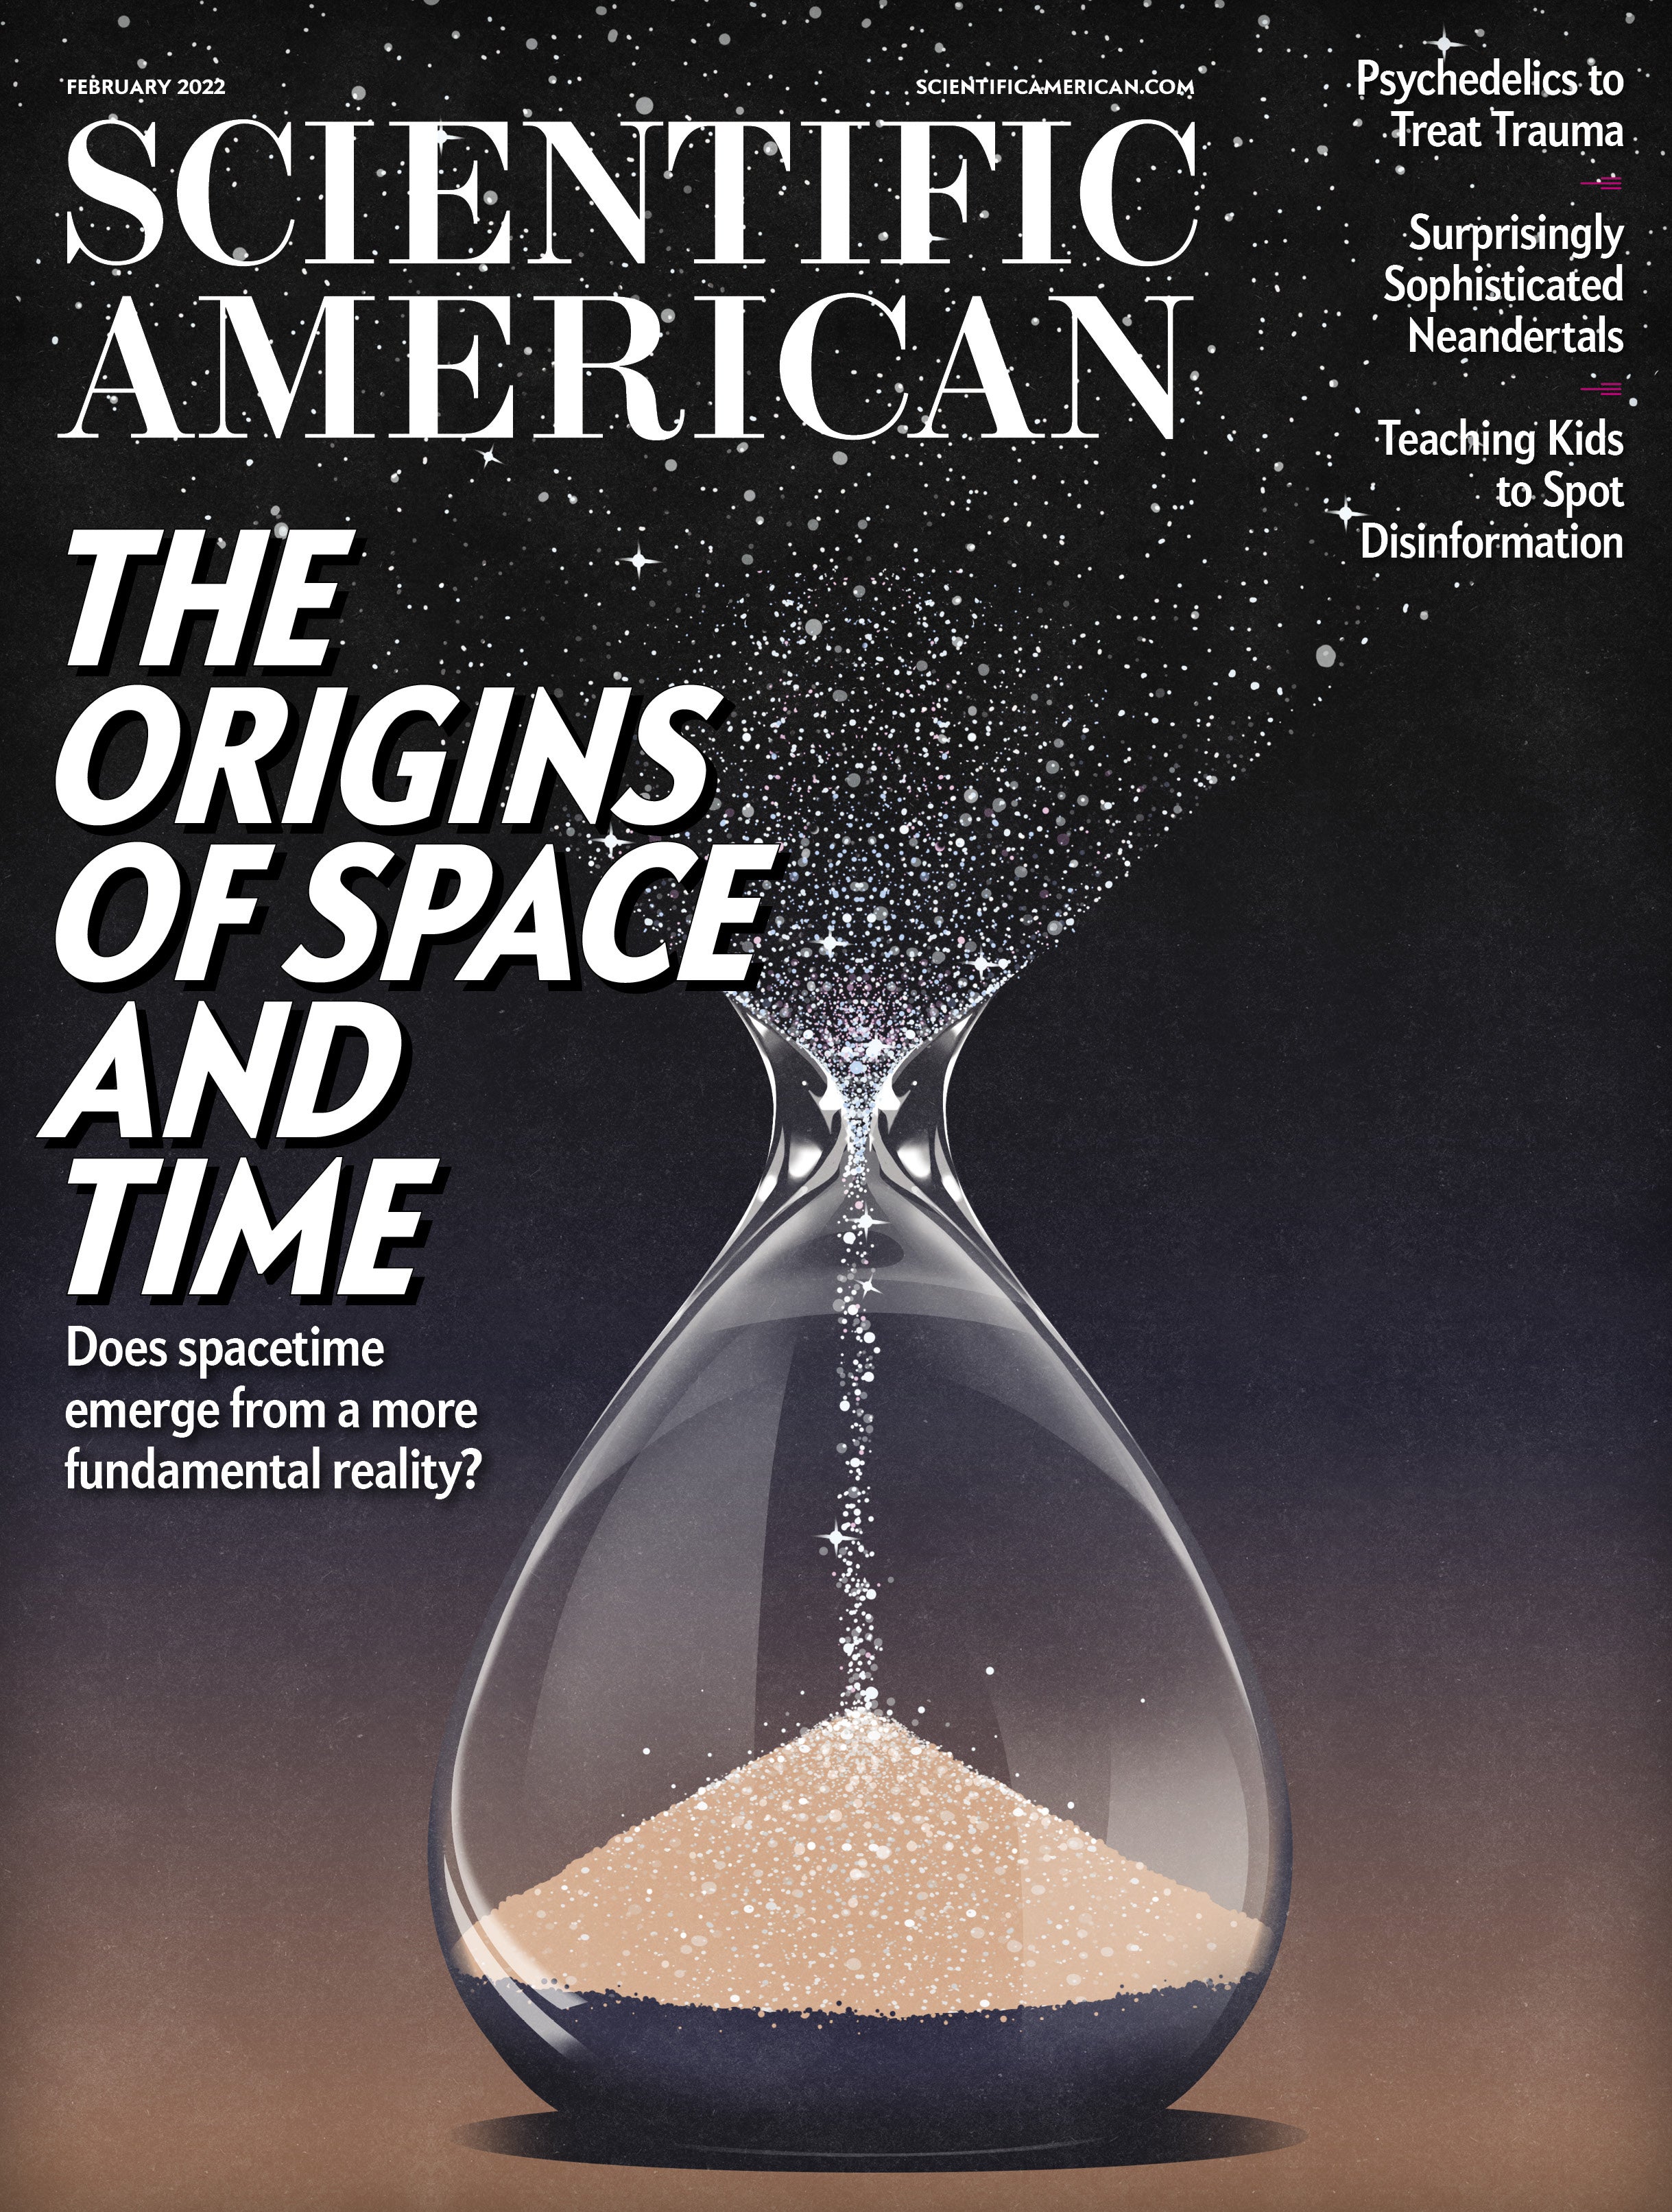 FEBRUARY 2022
SCIENTIFICAMERICAN.COM
SCIENTIFIC
AMERICAN
Psychedelics to
Treat Trauma
Surprisingly
Sophisticated
Neandertals
Teaching Kids
to Spot
Disinformation
THE
ORIGINS
OF SPACE
AND
TIME
Does spacetime
emerge from a more
fundamental reality?